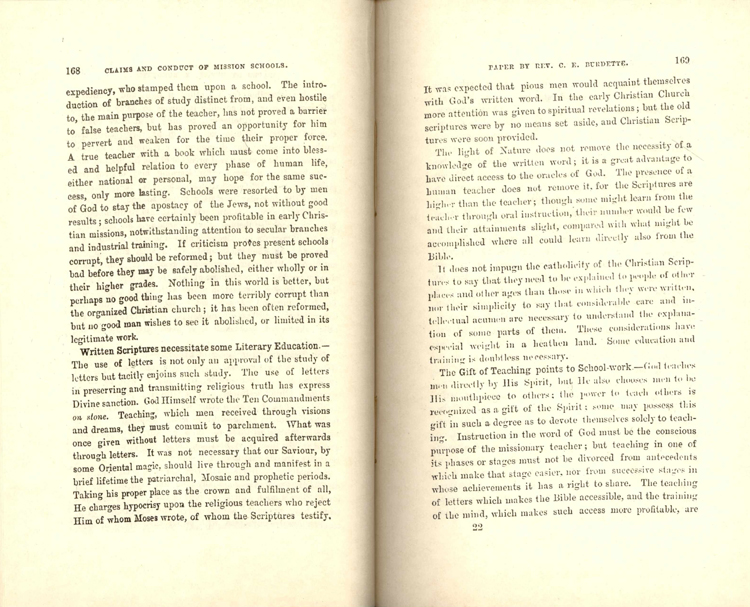 168 CLAIMS AND CONDUCT OF MISSION SCHOOLS.
expediency, who stamped them upon a school. The intro-
duction of branches of study distinct from, and even hostile
to, the main purpose of the teacher, has not proved a barrier
to false teachers, but has proved an opportunity for him
to pervert and weaken for the time their proper force.
A true teacher with a book which must come into bless-
ed and helpful relation to every phase of human life,
either national or personal, may hope for the same suc-
cess, only more lasting. Schools were resorted to by men
of God to stay the apostacy of the Jews, not without good
results; schools have certainly been profitable in early Chris-
tian missions, notwithstanding attention to secular branches
and industrial training. If criticism proves present schools
corrupt, they should be reformed; but they must be proved
bad before they may be safely abolished, either wholly or in
their higher grades. Nothing in this world is better, but
perhaps no good thing has been more terribly corrupt than
the organized Christian church; it has been often reformed,
but no good man wishes to see it abolished, or limited in its
legitimate work.
Written Scriptures necessitate some Literary Education.—
The use of letters is not only an approval of the study of
letters but tacitly enjoins such study. The use of letters
in preserving and transmitting religious truth has express
Divine sanction. God Himself wrote the Ten Commandments
on stone. Teaching, which men received through visions
and dreams, they must commit to parchment. What was
once given without letters must be acquired afterwards
through letters. It was not necessary that our Saviour, by
some Oriental magic, should live through and manifest in a
brief lifetime the patriarchal, Mosaic and prophetic periods.
Taking his proper place as the crown and fulfilment of all,
He charges hypocrisy upon the religious teachers who reject
Him of whom Moses wrote, of whom the Scriptures testify.
PAPER BY REV. C. E. BURDETTE. 169
It was expected that pious men would acquaint themselves
with God's written word. In the early Christian Church
more attention was given to spiritual revelations; but the old
scriptures were by no means set aside, and Christian Scrip-
tures were soon provided.
The light of Nature does not remove the necessity of a
knowledge of the written word; it is a great advantage to
have direct access to the oracles of God. The presence of a
human teacher does not remove it, for the Scriptures are
higher than the teacher; though some might learn from the
teacher through oral instruction, their number would be few
and their attainments slight, compared with what might be
accomplished where all could learn directly also from the
Bible.
It does not impugn the catholicity of the Christian Scrip-
tures to say that they need to be explained to people of other
places and other ages than those in which they were written,
nor their simplicity to say that considerable care and in-
tellectual acumen are necessary to understand the explana-
tion of some parts of them. These considerations have
especial weight in a heathen land. Some education and
training is doubtless necessary.
The Gift of Teaching points to School-work.—God teaches
men directly by His Spirit, but He also chooses men to be
His mouthpiece to others; the power to teach others is
recognized as a gift of the Spirit; some may possess this
gift in such a degree as to devote themselves solely to teach-
ing. Instruction in the word of God must be the conscious
purpose of the missionary teacher; but teaching in one of
its phases or stages must not be divorced from antecedents
which make that stage easier, nor from successive stages in
whose achievements it has a right to share. The teaching
of letters which makes the Bible accessible, and the training
of the mind, which makes such access more profitable, are
22